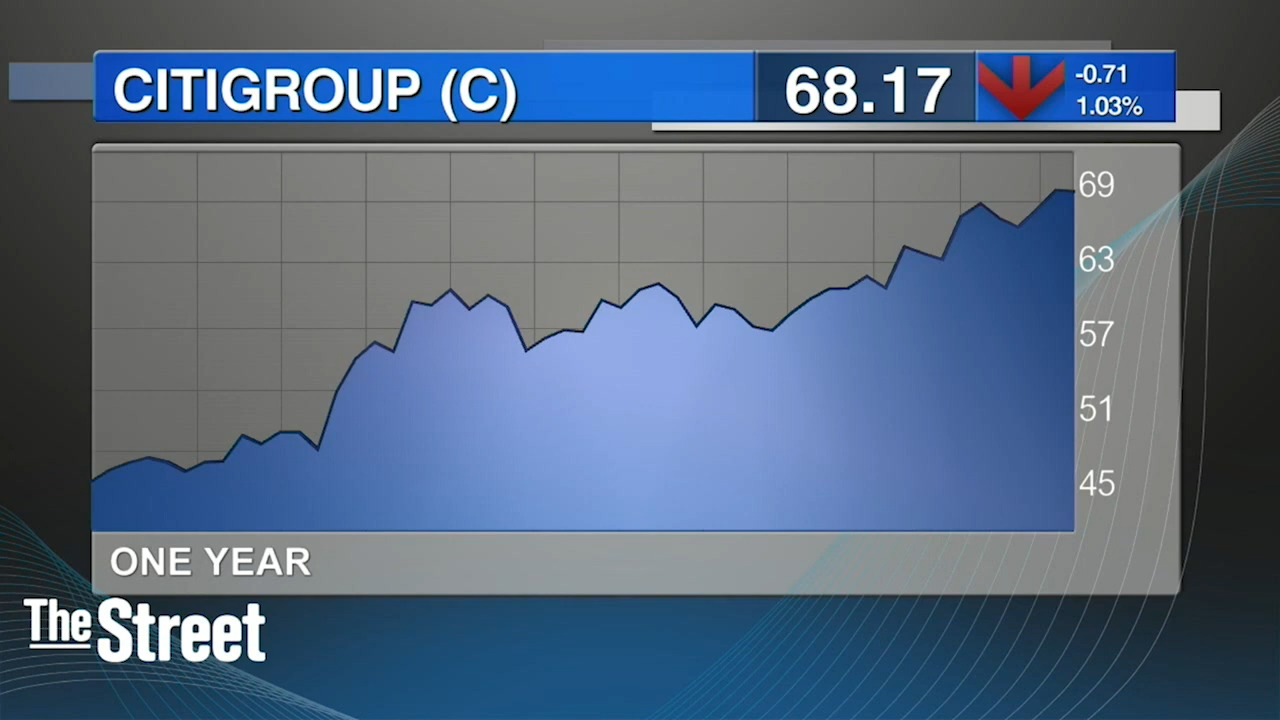 CITIGROUP (C) 68.17 -0.71
1.03%
69
63
57
51
45
ONE YEAR
The Street